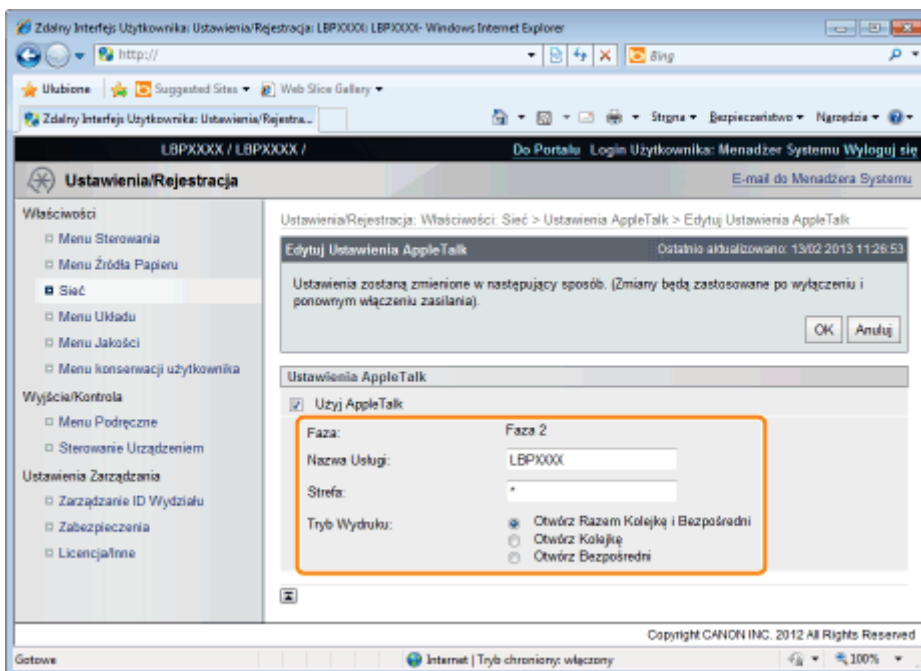 Zdalny Interfejs Użytkownika: Ustawienia/Rejestracja: LBPXXXX: LBPXXXX- Windows Internet Explorer
http://
Bing
Ulubione Suggested Sites Web Slice Gallery
Zdalny Interfejs Użytkownika: Ustawienia/Rejestra...
Strona Bezpieczeństwo Narzędzia
LBPXXXX / LBPXXXX /
Do Portalu Login Użytkownika: Menadżer Systemu Wyloguj się
Ustawienia/Rejestracja
E-mail do Menadżera Systemu
Właściwości
Menu Sterowania
Menu Źródła Papieru
Sieć
Menu Układu
Menu Jakości
Menu konserwacji użytkownika
Wyjście/Kontrola
Menu Podręczne
Sterowanie Urządzeniem
Ustawienia Zarządzania
Zarządzanie ID Wydziału
Zabezpieczenia
Licencja/Inne
Ustawienia/Rejestracja: Właściwości: Sieć > Ustawienia AppleTalk > Edytuj Ustawienia AppleTalk
Edytuj Ustawienia AppleTalk
Ostatnio aktualizowano: 13/02 2013 11:26:53
Ustawienia zostaną zmienione w następujący sposób. (Zmiany będą zastosowane po wyłączeniu i
ponownym włączeniu zasilania).
OK Anuluj
Ustawienia AppleTalk
Użyj AppleTalk
Faza: Faza 2
Nazwa Usługi: LBPXXXX
Strefa: *
Tryb Wydruku: Otwórz Razem Kolejkę i Bezpośredni
Otwórz Kolejkę
Otwórz Bezpośredni
Copyright CANON INC. 2012 All Rights Reserved
Gotowe
Internet | Tryb chroniony: włączony
100%